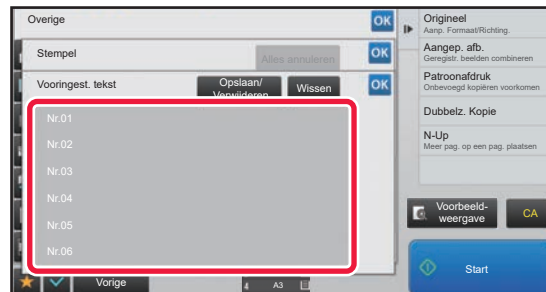 Overige
OK
Stempel
Alles annuleren
OK
Vooringest. tekst
Opslaan/
Verwijderen
Wissen
OK
Nr.01
Nr.02
Nr.03
Nr.04
Nr.05
Nr.06
Vorige
4
A3
Origineel
Aanp. Formaat/Richting.
Aangep. afb.
Geregistr. beelden combineren
Patroonafdruk
Onbevoegd kopiëren voorkomen
Dubbelz. Kopie
N-Up
Meer pag. op een pag. plaatsen
Voorbeeld-
weergave
CA
Start